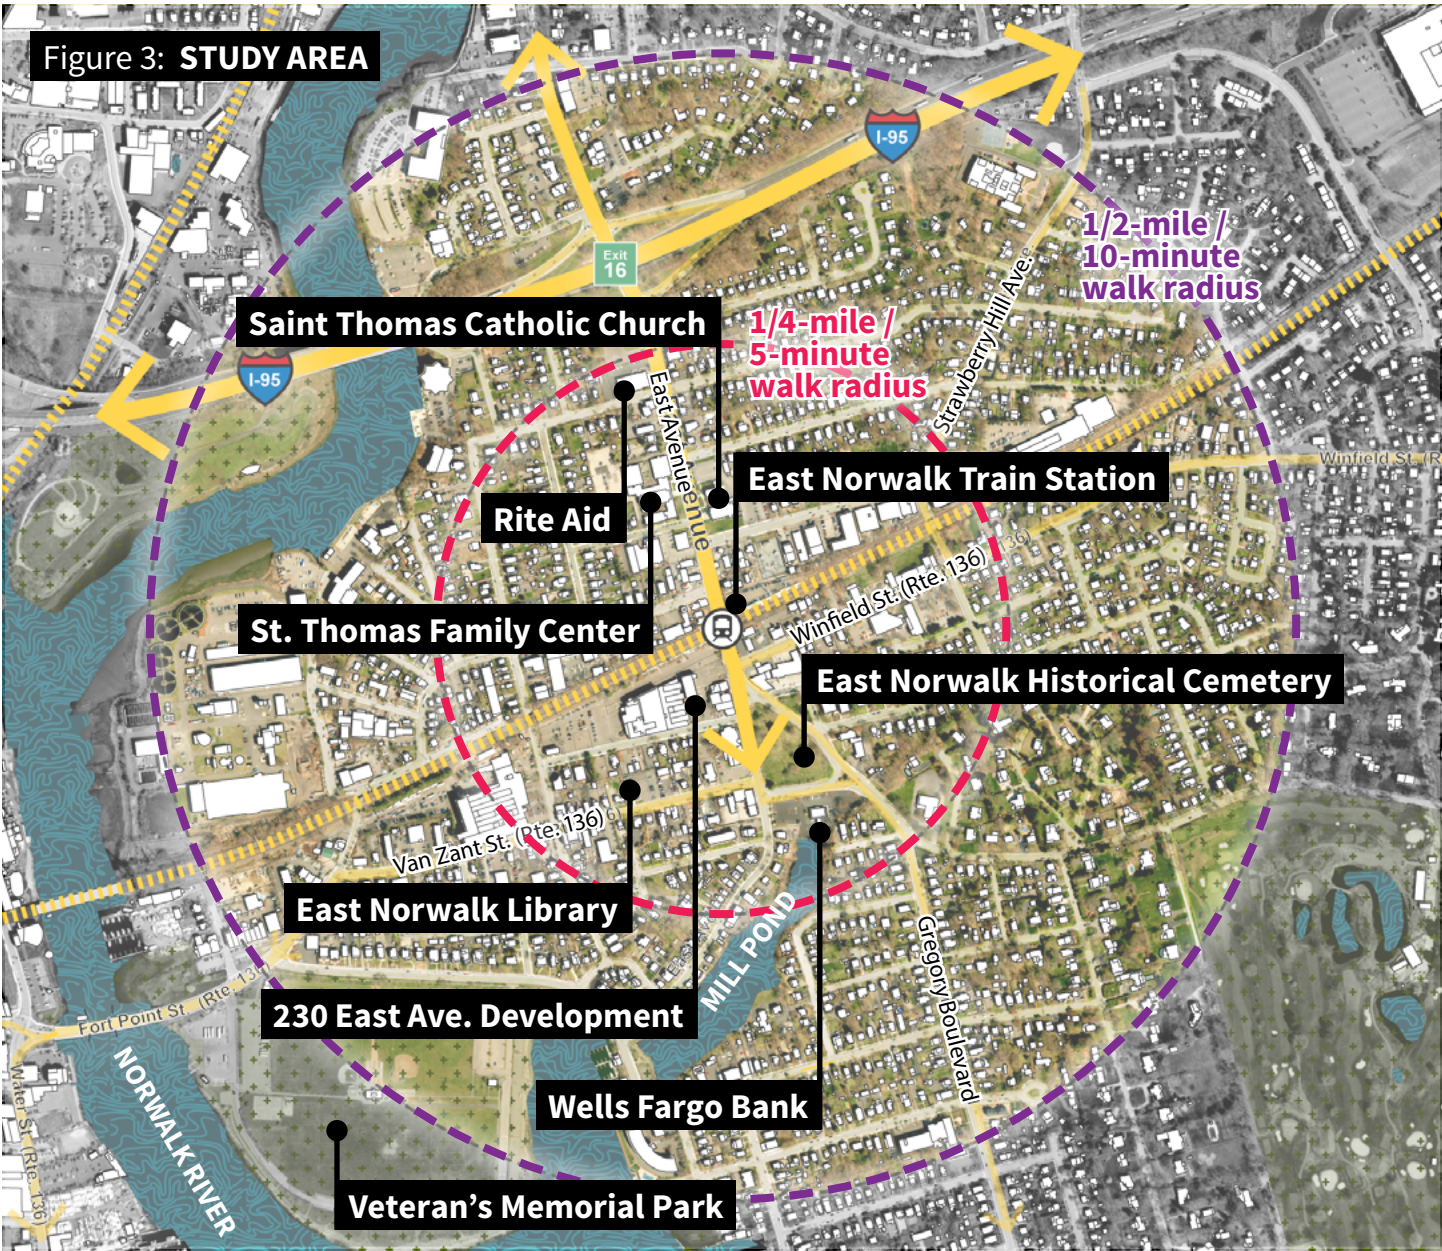 Figure 3: STUDY AREA
I-95
Exit
16
1/2-mile /
10-minute
walk radius
Saint Thomas Catholic Church
1/4-mile /
5-minute
walk radius
I-95
Strawberry Hill Ave.
East Avenue
enue
Winfield St. (R
East Norwalk Train Station
Rite Aid
136)
Winfield St. (Rte. 136)
St. Thomas Family Center
East Norwalk Historical Cemetery
Van Zant St. (Rte. 136)
East Norwalk Library
MILL POND
Gregory Boulevard
Fort Point St. (Rte. 136)
230 East Ave. Development
NORWALK RIVER
Water St. (Rte. 136)
Wells Fargo Bank
Veteran's Memorial Park